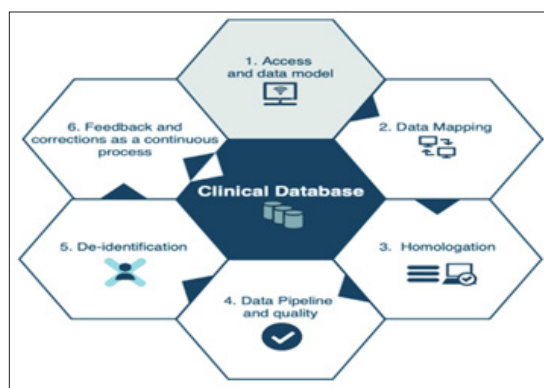 1. Access
and data model
2. Data Mapping
3. Homologation
4. Data Pipeline
and quality
5. De-identification
6. Feedback and
corrections as a continuous
process
Clinical Database